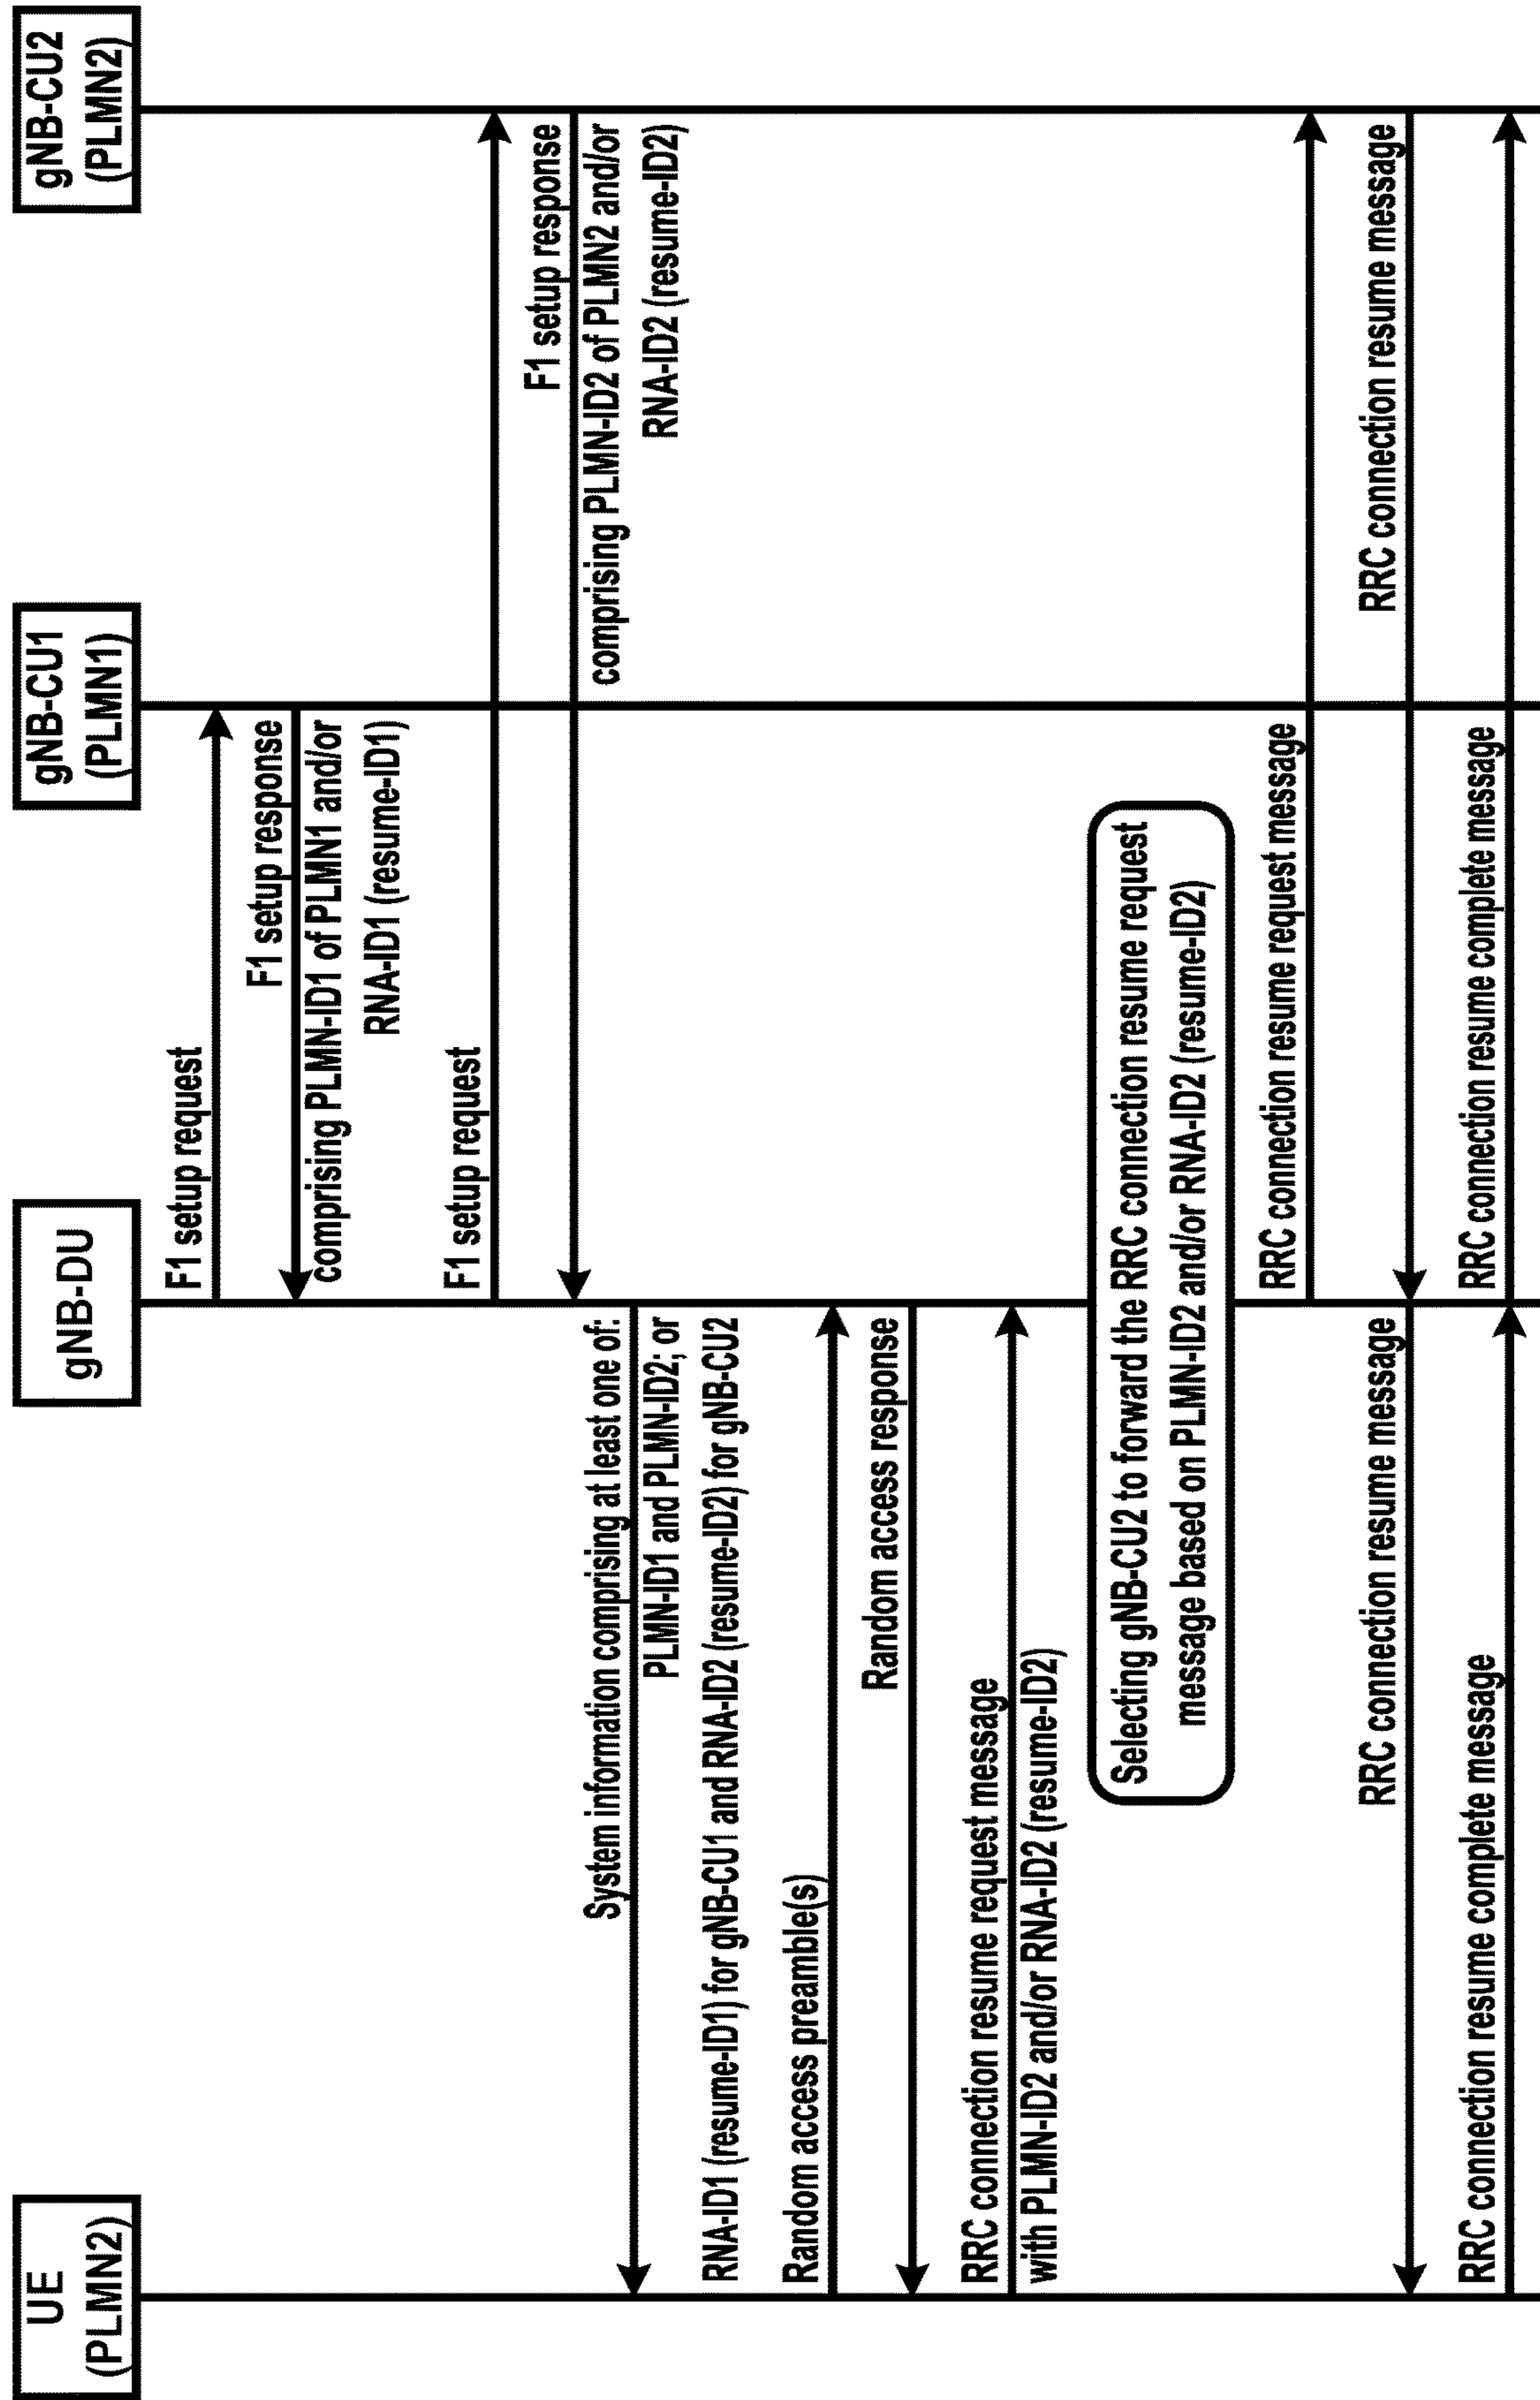 UE
(PLMN2)
gNB-DU
gNB-CU1
(PLMN1)
gNB-CU2
(PLMN2)
F1 setup request
F1 setup response
comprising PLMN-ID1 of PLMN1 and/or
RNA-ID1 (resume-ID1)
F1 setup request
F1 setup response
comprising PLMN-ID2 of PLMN2 and/or
RNA-ID2 (resume-ID2)
System information comprising at least one of:
PLMN-ID1 and PLMN-ID2; or
RNA-ID1 (resume-ID1) for gNB-CU1 and RNA-ID2 (resume-ID2) for gNB-CU2
Random access preamble(s)
Random access response
RRC connection resume request message
with PLMN-ID2 and/or RNA-ID2 (resume-ID2)
Selecting gNB-CU2 to forward the RRC connection resume request
message based on PLMN-ID2 and/or RNA-ID2 (resume-ID2)
RRC connection resume request message
RRC connection resume message
RRC connection resume message
RRC connection resume complete message
RRC connection resume complete message